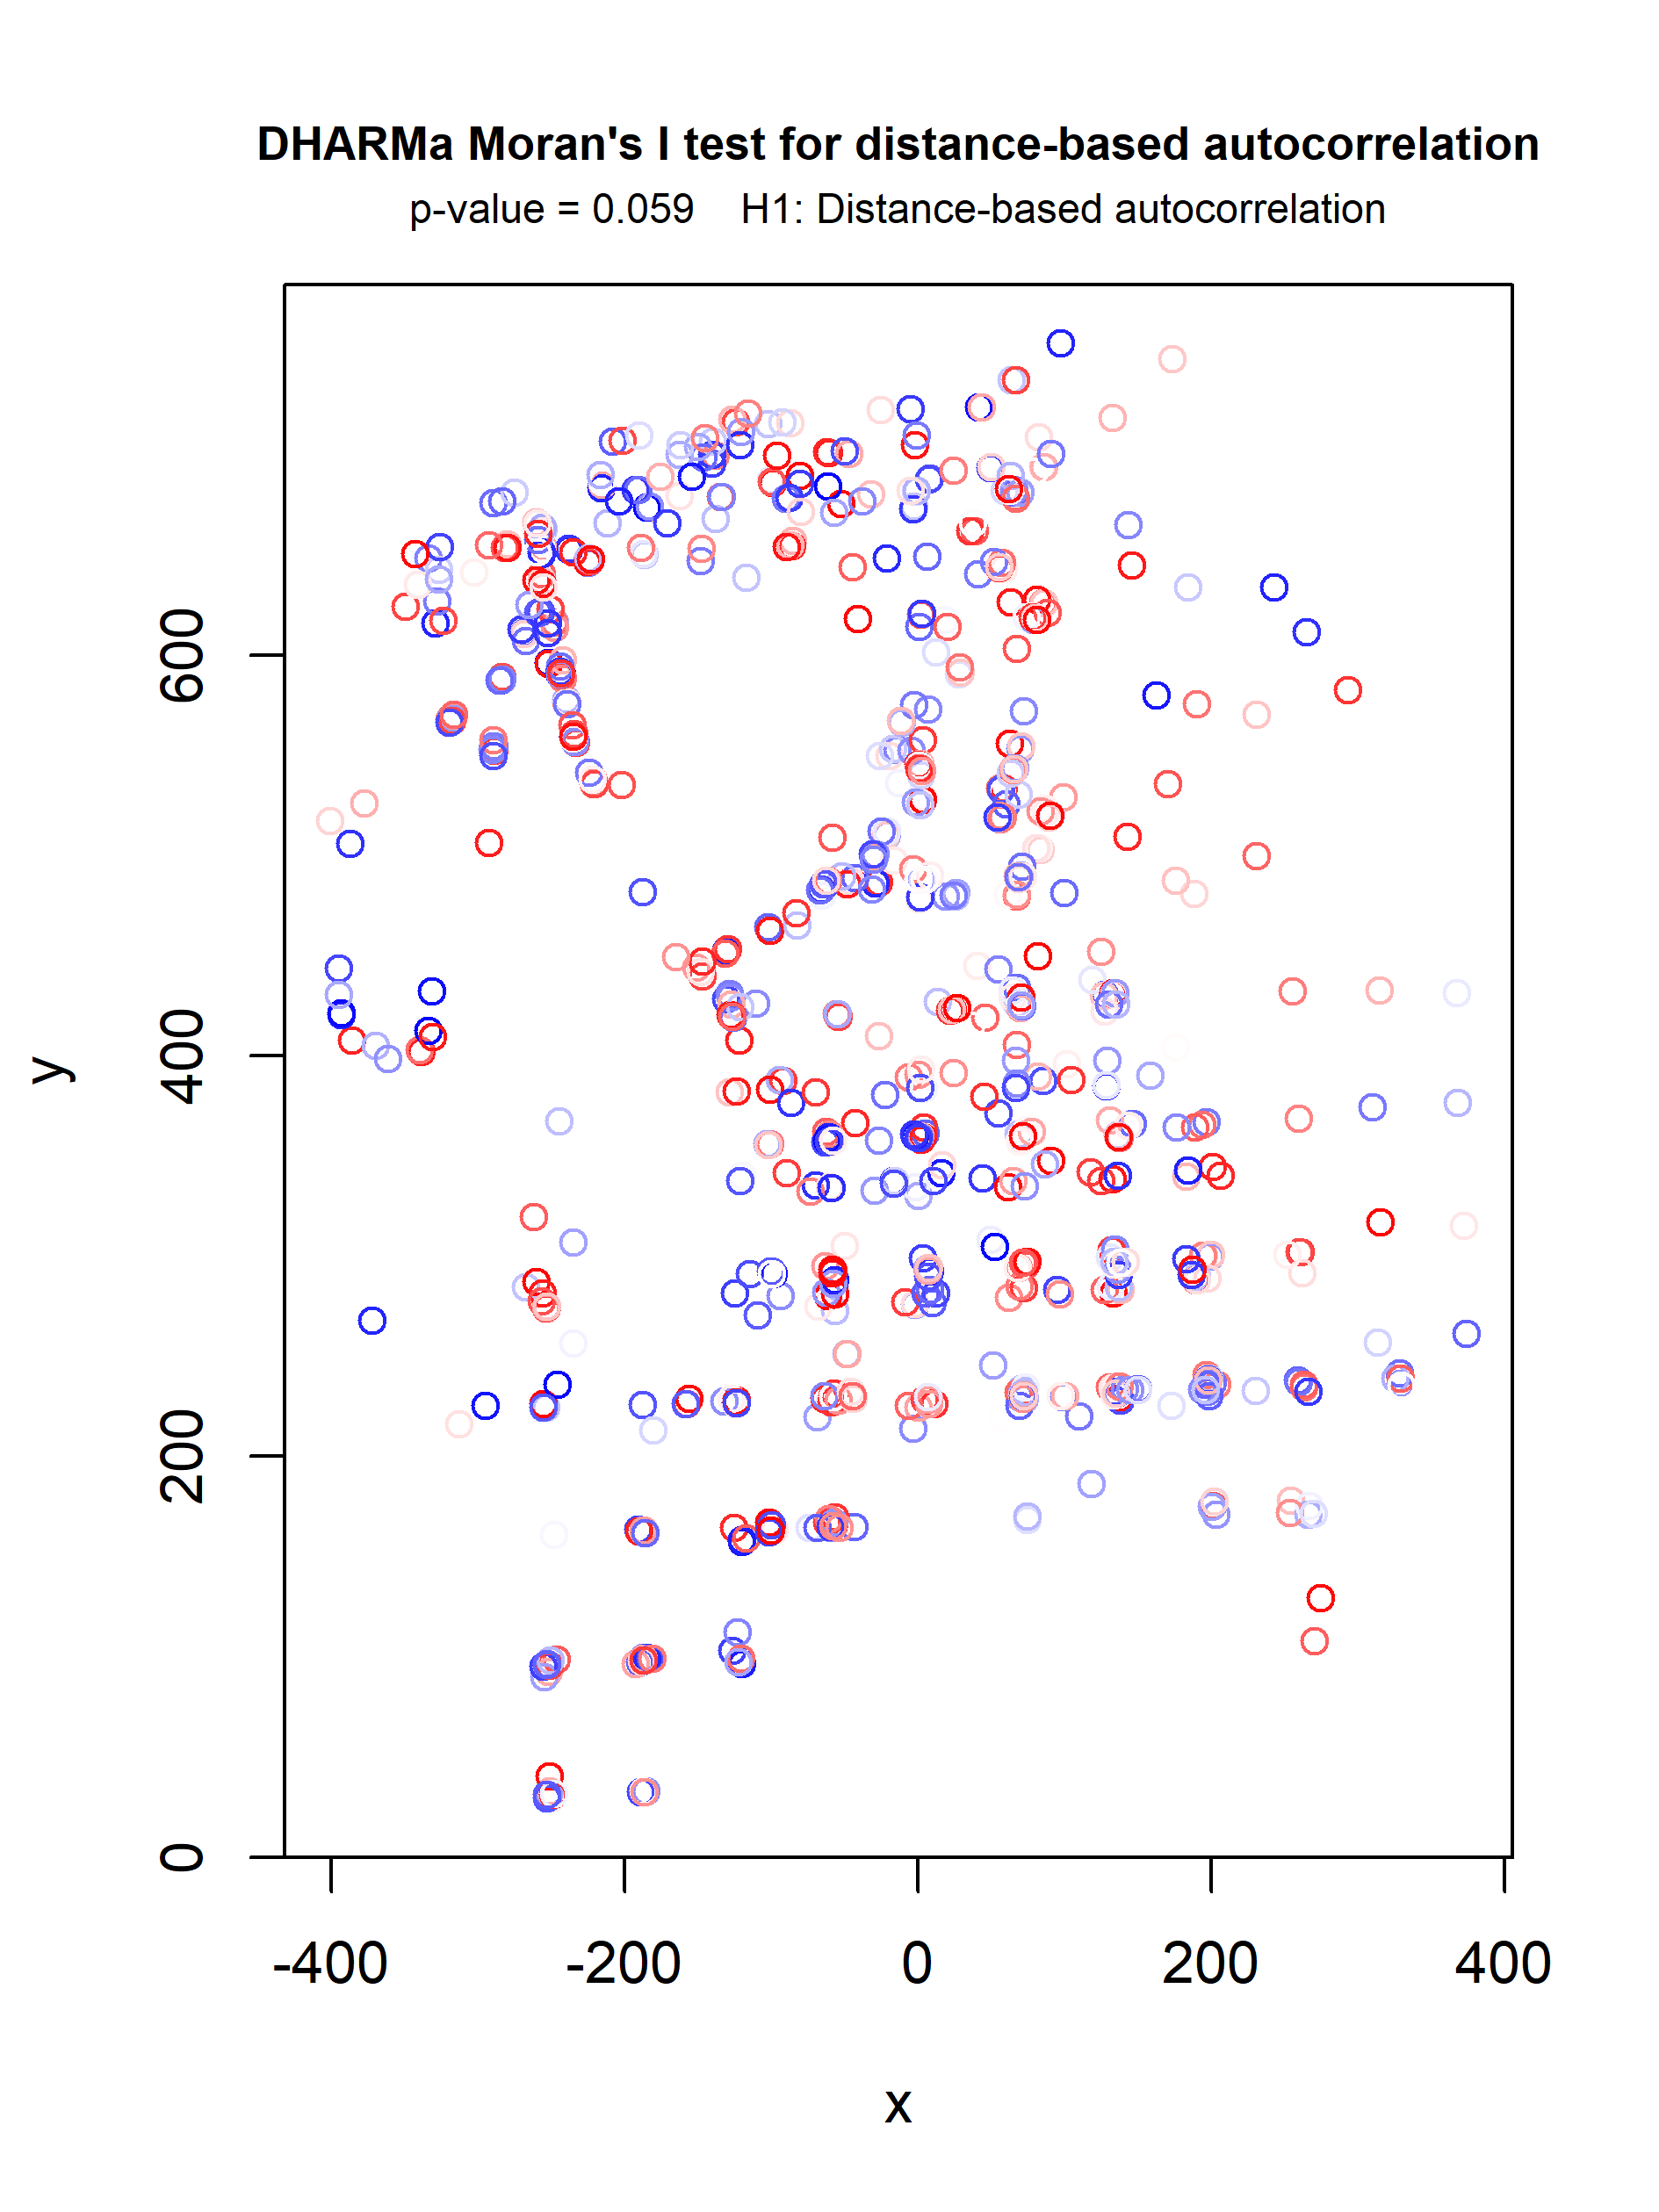 DHARMa Moran's I test for distance-based autocorrelation
p-value = 0.059 H1: Distance-based autocorrelation
y
600
400
200
0
-400 -200 0 200 400
x